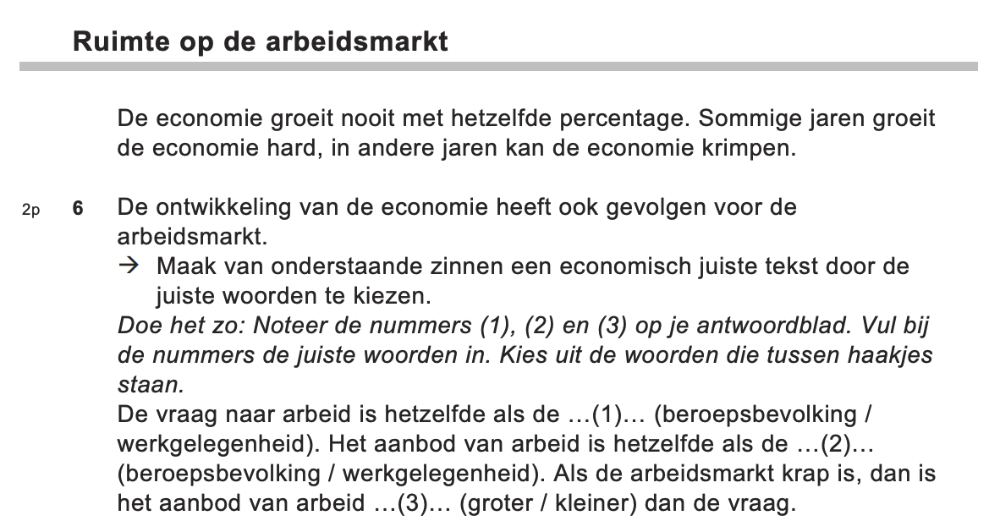 Ruimte op de arbeidsmarkt
De economie groeit nooit met hetzelfde percentage. Sommige jaren groeit
de economie hard, in andere jaren kan de economie krimpen.
2p 6 De ontwikkeling van de economie heeft ook gevolgen voor de
arbeidsmarkt.
→ Maak van onderstaande zinnen een economisch juiste tekst door de
juiste woorden te kiezen.
Doe het zo: Noteer de nummers (1), (2) en (3) op je antwoordblad. Vul bij
de nummers de juiste woorden in. Kies uit de woorden die tussen haakjes
staan.
De vraag naar arbeid is hetzelfde als de …(1)… (beroepsbevolking /
werkgelegenheid). Het aanbod van arbeid is hetzelfde als de …(2)…
(beroepsbevolking / werkgelegenheid). Als de arbeidsmarkt krap is, dan is
het aanbod van arbeid …(3)… (groter / kleiner) dan de vraag.